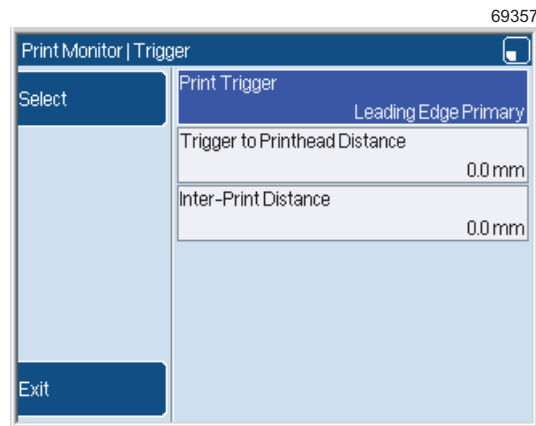 69357
Print Monitor | Trigger
Select
Print Trigger
Leading Edge Primary
Trigger to Printhead Distance
0.0 mm
Inter-Print Distance
0.0 mm
Exit